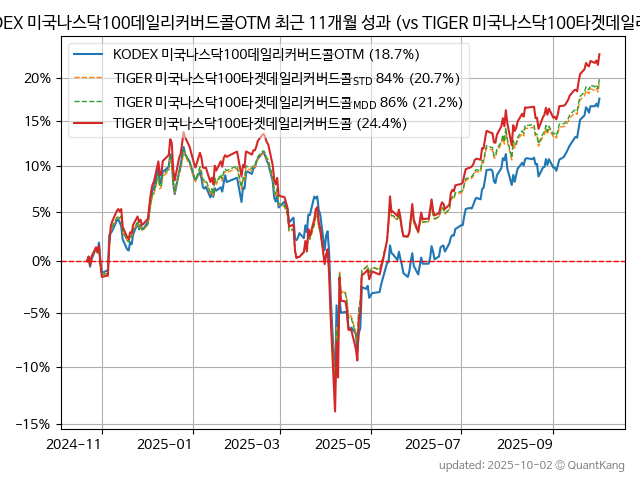 DEX 미국나스닥100데일리커버드콜OTM 최근 11개월 성과 (vs TIGER 미국나스닥100타겟데일리
KODEX 미국나스닥100데일리커버드콜OTM (18.7%)
TIGER 미국나스닥100타겟데일리커버드콜STD 84% (20.7%)
TIGER 미국나스닥100타겟데일리커버드콜MDD 86% (21.2%)
TIGER 미국나스닥100타겟데일리커버드콜 (24.4%)
20%
15%
10%
5%
0%
−5%
−10%
−15%
2024-11 2025-01 2025-03 2025-05 2025-07 2025-09
updated: 2025-10-02 © QuantKang